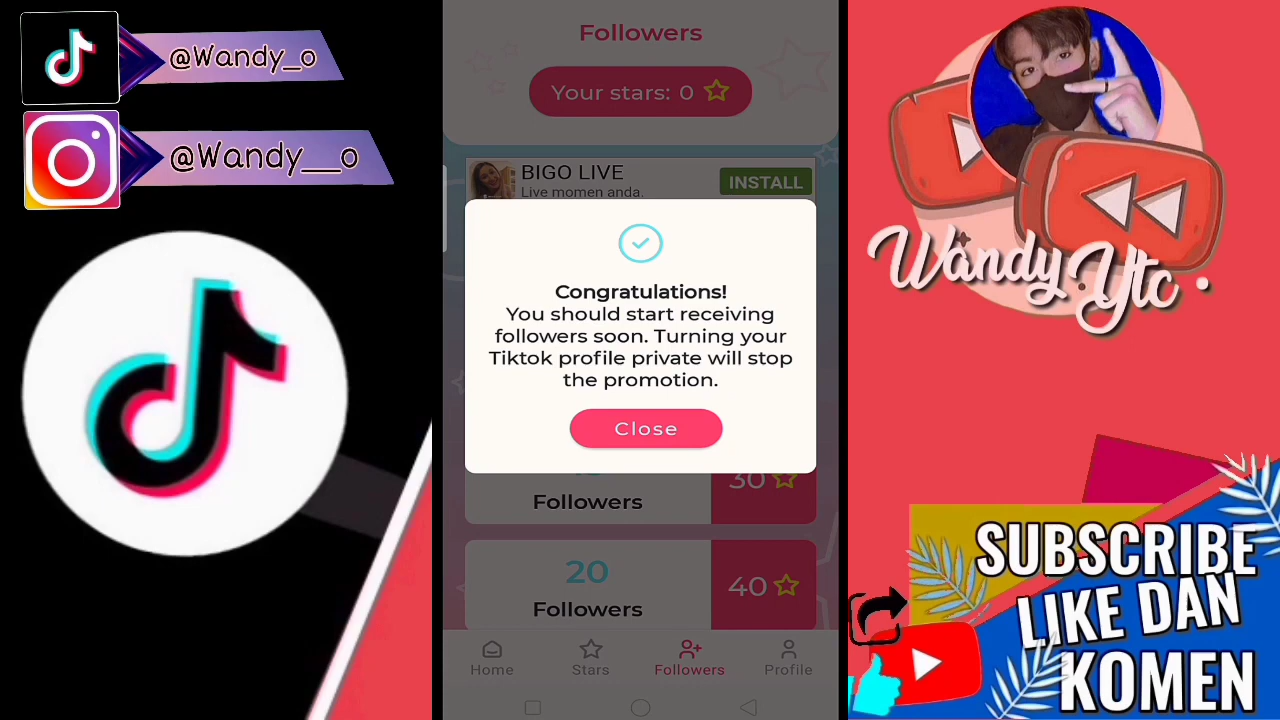 @Wandy_o
@Wandy__o
Followers
Your stars: 0
BIGO LIVE
Live momen anda.
INSTALL
Congratulations!
You should start receiving
followers soon. Turning your
Tiktok profile private will stop
the promotion.
Close
30
Followers
20
Followers
40
Home
Stars
Followers
Profile
Wandy Ytc
SUBSCRIBE
LIKE DAN
KOMEN